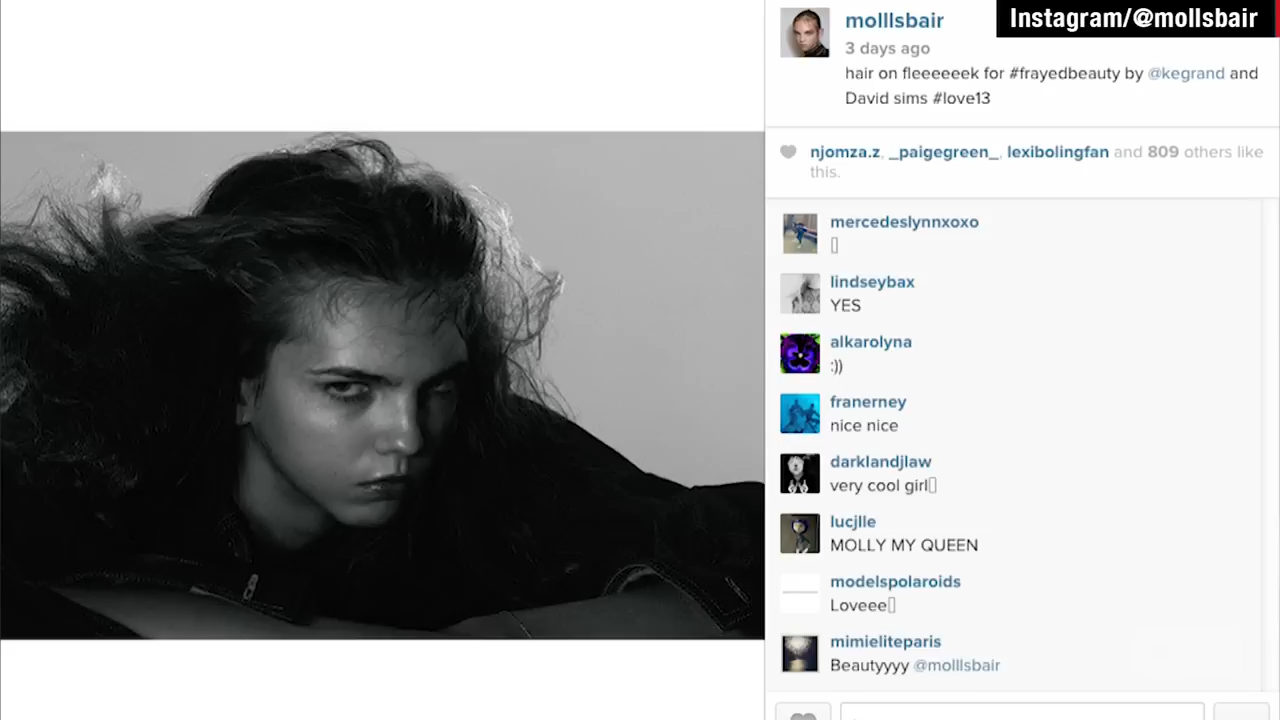 Instagram/@mollsbair
molllsbair
3 days ago
hair on fleeeeeek for #frayedbeauty by @kegrand and
David sims #love13
njomza.z, _paigegreen_, lexibolingfan and 809 others like
this.
mercedeslynnxoxo
lindseybax
YES
alkarolyna
:))
franerney
nice nice
darklandjlaw
very cool girl
lucjlle
MOLLY MY QUEEN
modelspolaroids
Loveee
mimieliteparis
Beautyyyy @molllsbair